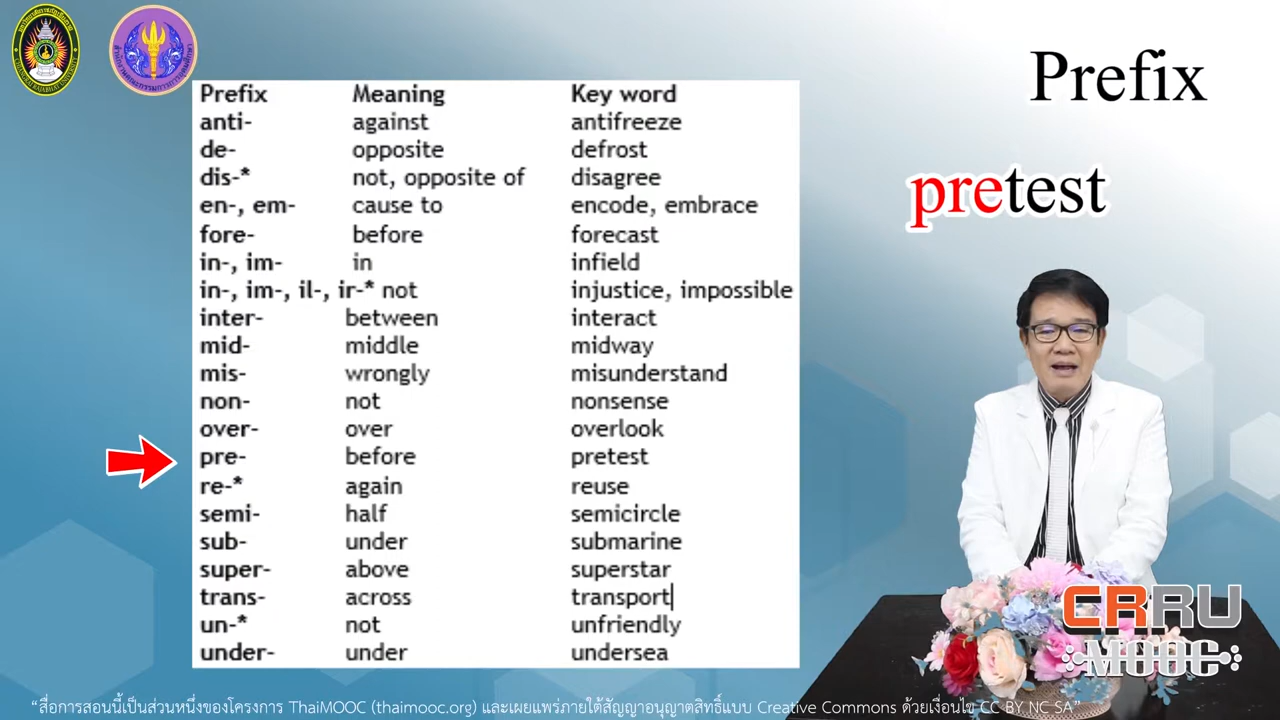 Prefix
pretest
Prefix Meaning Key word
anti- against antifreeze
de- opposite defrost
dis-* not, opposite of disagree
en-, em- cause to encode, embrace
fore- before forecast
in-, im- in infield
in-, im-, il-, ir-* not injustice, impossible
inter- between interact
mid- middle midway
mis- wrongly misunderstand
non- not nonsense
over- over overlook
pre- before pretest
re-* again reuse
semi- half semicircle
sub- under submarine
super- above superstar
trans- across transport
un-* not unfriendly
under- under undersea
CRRU
MOOC
“สื่อการสอนนี้เป็นส่วนหนึ่งของโครงการ ThaiMOOC (thaimooc.org) และเผยแพร่ภายใต้สัญญาอนุญาตสิทธิ์แบบ Creative Commons ด้วยเงื่อนไข CC BY NC SA”